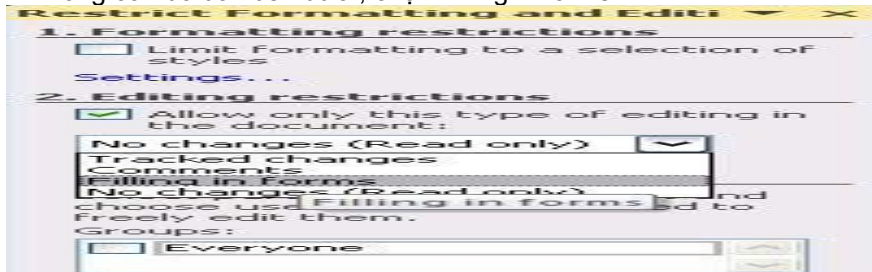 Restrict Formatting and Editi
1. Formatting restrictions
Limit formatting to a selection of
styles
Settings...
2. Editing restrictions
Allow only this type of editing in
the document:
No changes (Read only)
Tracked changes
Comments
Filling in forms
No changes (Read only)
Filling in forms
choose use
freely edit them.
Groups:
Everyone